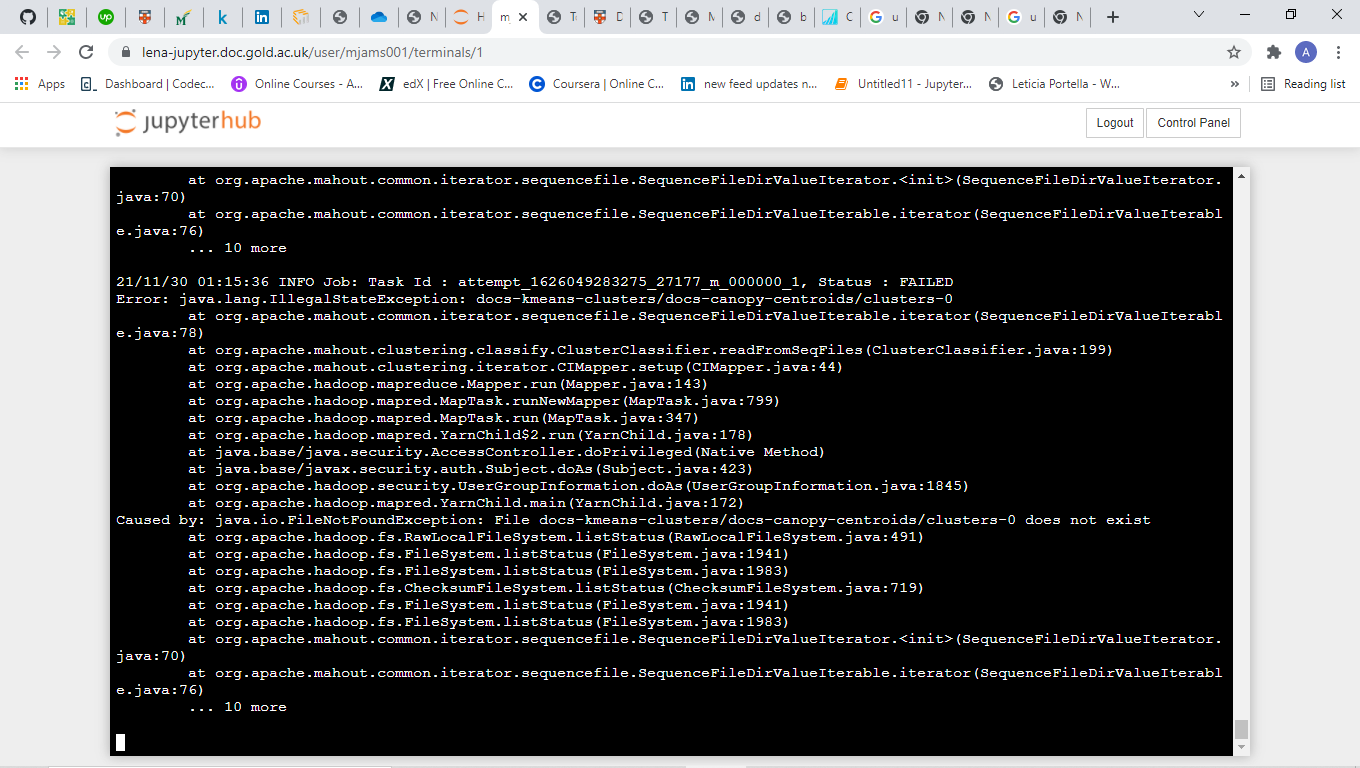 m
lena-jupyter.doc.gold.ac.uk/user/mjams001/terminals/1
A
Apps
Dashboard | Codec...
Online Courses - A...
edX | Free Online C...
Coursera | Online C...
new feed updates n...
Untitled11 - Jupyter...
Leticia Portella - W...
»
Reading list
jupyterhub
Logout
Control Panel
at org.apache.mahout.common.iterator.sequencefile.SequenceFileDirValueIterator.<init>(SequenceFileDirValueIterator.
java:70)
at org.apache.mahout.common.iterator.sequencefile.SequenceFileDirValueIterable.iterator(SequenceFileDirValueIterabl
e.java:76)
... 10 more
21/11/30 01:15:36 INFO Job: Task Id : attempt_1626049283275_27177_m_000000_1, Status : FAILED
Error: java.lang.IllegalStateException: docs-kmeans-clusters/docs-canopy-centroids/clusters-0
at org.apache.mahout.common.iterator.sequencefile.SequenceFileDirValueIterable.iterator(SequenceFileDirValueIterabl
e.java:78)
at org.apache.mahout.clustering.classify.ClusterClassifier.readFromSeqFiles(ClusterClassifier.java:199)
at org.apache.mahout.clustering.iterator.CIMapper.setup(CIMapper.java:44)
at org.apache.hadoop.mapreduce.Mapper.run(Mapper.java:143)
at org.apache.hadoop.mapred.MapTask.runNewMapper(MapTask.java:799)
at org.apache.hadoop.mapred.MapTask.run(MapTask.java:347)
at org.apache.hadoop.mapred.YarnChild$2.run(YarnChild.java:178)
at java.base/java.security.AccessController.doPrivileged(Native Method)
at java.base/javax.security.auth.Subject.doAs(Subject.java:423)
at org.apache.hadoop.security.UserGroupInformation.doAs(UserGroupInformation.java:1845)
at org.apache.hadoop.mapred.YarnChild.main(YarnChild.java:172)
Caused by: java.io.FileNotFoundException: File docs-kmeans-clusters/docs-canopy-centroids/clusters-0 does not exist
at org.apache.hadoop.fs.RawLocalFileSystem.listStatus(RawLocalFileSystem.java:491)
at org.apache.hadoop.fs.FileSystem.listStatus(FileSystem.java:1941)
at org.apache.hadoop.fs.FileSystem.listStatus(FileSystem.java:1983)
at org.apache.hadoop.fs.ChecksumFileSystem.listStatus(ChecksumFileSystem.java:719)
at org.apache.hadoop.fs.FileSystem.listStatus(FileSystem.java:1941)
at org.apache.hadoop.fs.FileSystem.listStatus(FileSystem.java:1983)
at org.apache.mahout.common.iterator.sequencefile.SequenceFileDirValueIterator.<init>(SequenceFileDirValueIterator.
java:70)
at org.apache.mahout.common.iterator.sequencefile.SequenceFileDirValueIterable.iterator(SequenceFileDirValueIterabl
e.java:76)
... 10 more